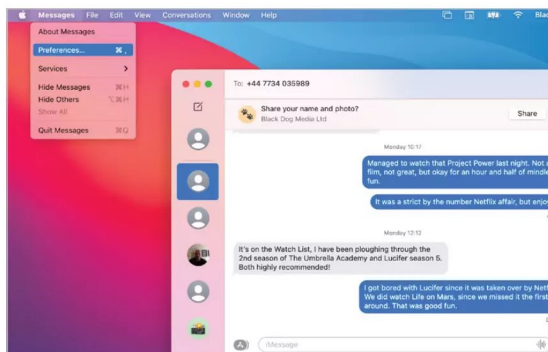 Messages File Edit View Conversations Window Help
About Messages
Preferences... ⌘ ,
Services >
Hide Messages ⌘H
Hide Others ⌥⌘H
Show All
Quit Messages ⌘Q
To: +44 7734 035989
Share your name and photo?
Black Dog Media Ltd
Share
Monday 10:17
Managed to watch that Project Power last night. Not
film, not great, but okay for an hour and half of mindle
fun.
It was a strict by the number Netflix affair, but enjoy
Monday 12:12
It's on the Watch List, I have been ploughing through the
2nd season of The Umbrella Academy and Lucifer season 5.
Both highly recommended!
I got bored with Lucifer since it was taken over by Net
We did watch Life on Mars, since we missed it the first
around. That was good fun.
iMessage